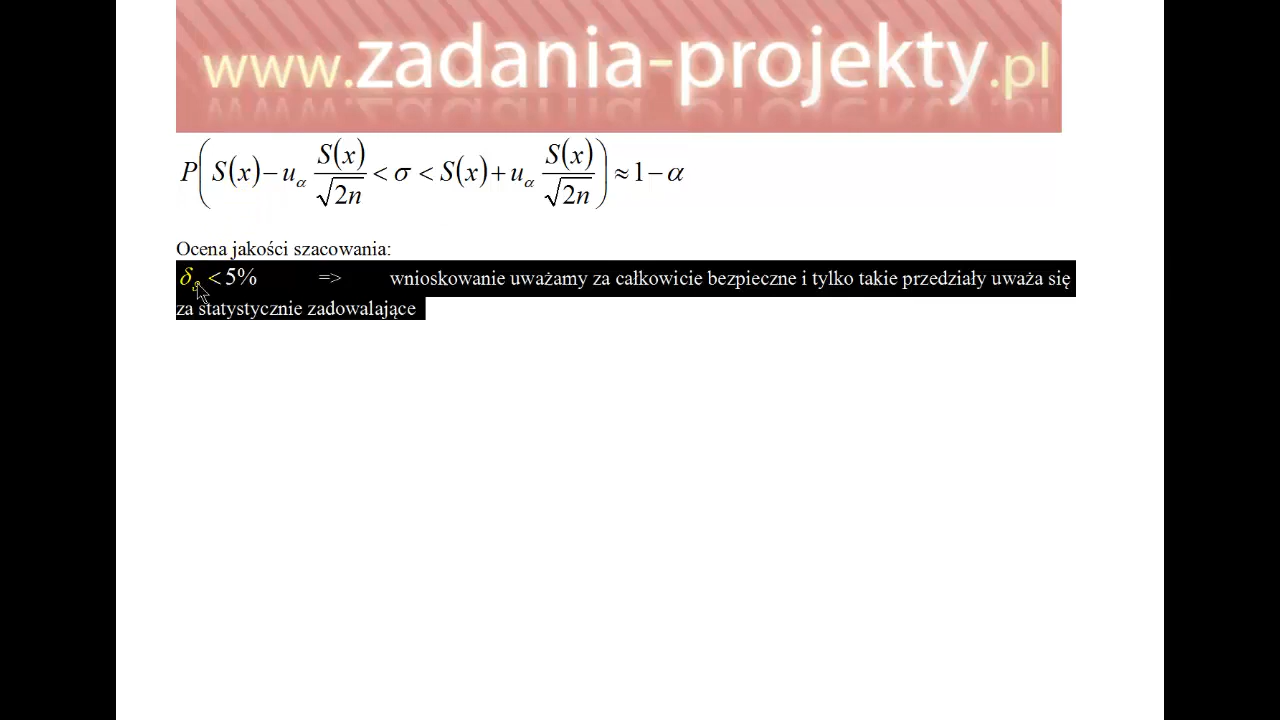 www.zadania-projekty.pl
P(S(x)−u_α S(x)/√2n < σ < S(x)+u_α S(x)/√2n) ≈ 1−α
Ocena jakości szacowania:
δ < 5% => wnioskowanie uważamy za całkowicie bezpieczne i tylko takie przedziały uważa się
za statystycznie zadowalające